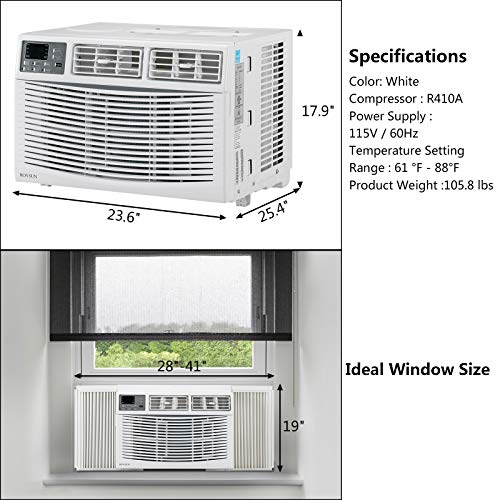 Specifications
Color: White
Compressor : R410A
Power Supply :
115V / 60Hz
Temperature Setting
Range : 61 °F - 88°F
Product Weight :105.8 lbs
17.9"
ROVSUN
23.6"
25.4"
28"-41"
19"
Ideal Window Size